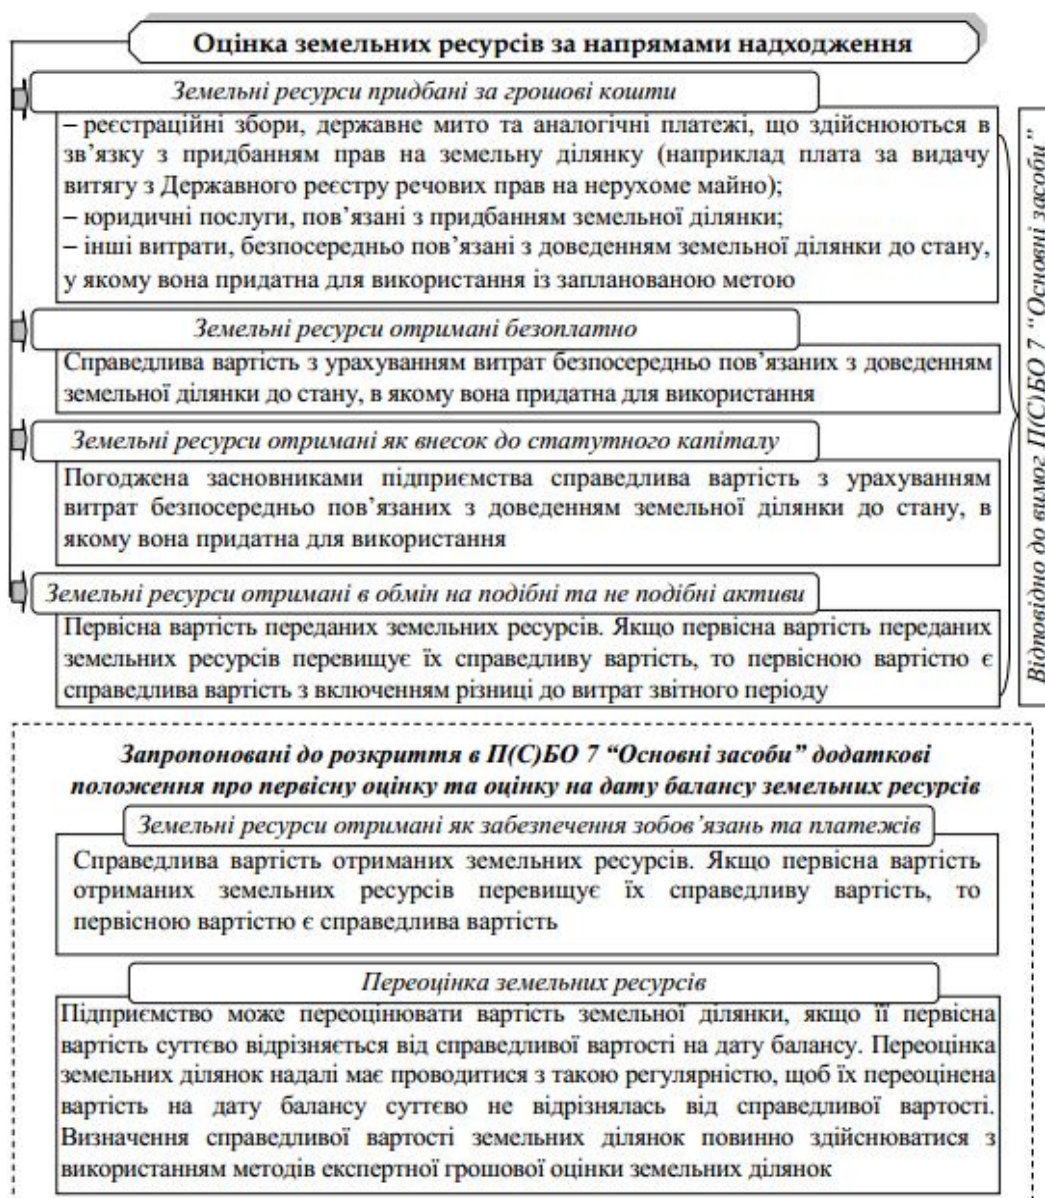 Оцінка земельних ресурсів за напрямами надходження
Земельні ресурси придбані за грошові кошти
– реєстраційні збори, державне мито та аналогічні платежі, що здійснюються в
зв’язку з придбанням прав на земельну ділянку (наприклад плата за видачу
витягу з Державного реєстру речових прав на нерухоме майно);
– юридичні послуги, пов’язані з придбанням земельної ділянки;
– інші витрати, безпосередньо пов’язані з доведенням земельної ділянки до стану,
у якому вона придатна для використання із запланованою метою
Земельні ресурси отримані безоплатно
Справедлива вартість з урахуванням витрат безпосередньо пов’язаних з доведенням
земельної ділянки до стану, в якому вона придатна для використання
Земельні ресурси отримані як внесок до статутного капіталу
Погоджена засновниками підприємства справедлива вартість з урахуванням
витрат безпосередньо пов’язаних з доведенням земельної ділянки до стану, в
якому вона придатна для використання
Земельні ресурси отримані в обмін на подібні та не подібні активи
Первісна вартість переданих земельних ресурсів. Якщо первісна вартість переданих
земельних ресурсів перевищує їх справедливу вартість, то первісною вартістю є
справедлива вартість з включенням різниці до витрат звітного періоду
Відповідно до вимог П(С)БО 7 “Основні засоби”
Запропоновані до розкриття в П(С)БО 7 “Основні засоби” додаткові
положення про первісну оцінку та оцінку на дату балансу земельних ресурсів
Земельні ресурси отримані як забезпечення зобов’язань та платежів
Справедлива вартість отриманих земельних ресурсів. Якщо первісна вартість
отриманих земельних ресурсів перевищує їх справедливу вартість, то
первісною вартістю є справедлива вартість
Переоцінка земельних ресурсів
Підприємство може переоцінювати вартість земельної ділянки, якщо її первісна
вартість суттєво відрізняється від справедливої вартості на дату балансу. Переоцінка
земельних ділянок надалі має проводитися з такою регулярністю, щоб їх переоцінена
вартість на дату балансу суттєво не відрізнялась від справедливої вартості.
Визначення справедливої вартості земельних ділянок повинно здійснюватися з
використанням методів експертної грошової оцінки земельних ділянок